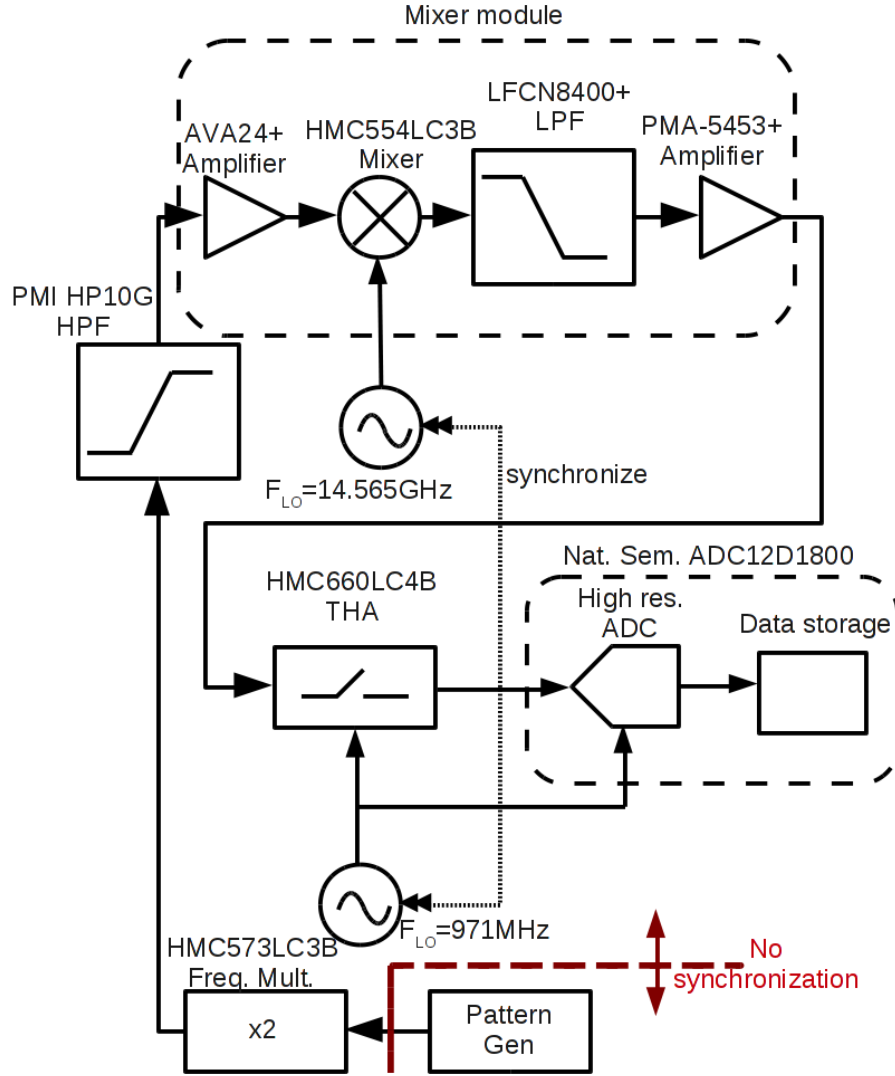 Mixer module
AVA24+
Amplifier
HMC554LC3B
Mixer
LFCN8400+
LPF
PMA-5453+
Amplifier
PMI HP10G
HPF
F_LO=14.565GHz
synchronize
Nat. Sem. ADC12D1800
HMC660LC4B
THA
High res.
ADC
Data storage
F_LO=971MHz
HMC573LC3B
Freq. Mult.
x2
Pattern
Gen
No
synchronization